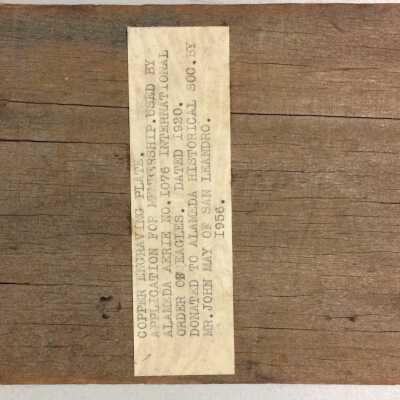 COPPER ENGRAVING PLATE.
APPLICATION FOR MEMBERSHIP.USED BY
ALAMEDA AERIE NO.1076 INTERNATIONAL
ORDER OF EAGLES. DATED 1920.
DONATED TO ALAMEDA HISTORICAL SOC.BY
MR.JOHN MAY OF SAN LEANDRO.
1956.